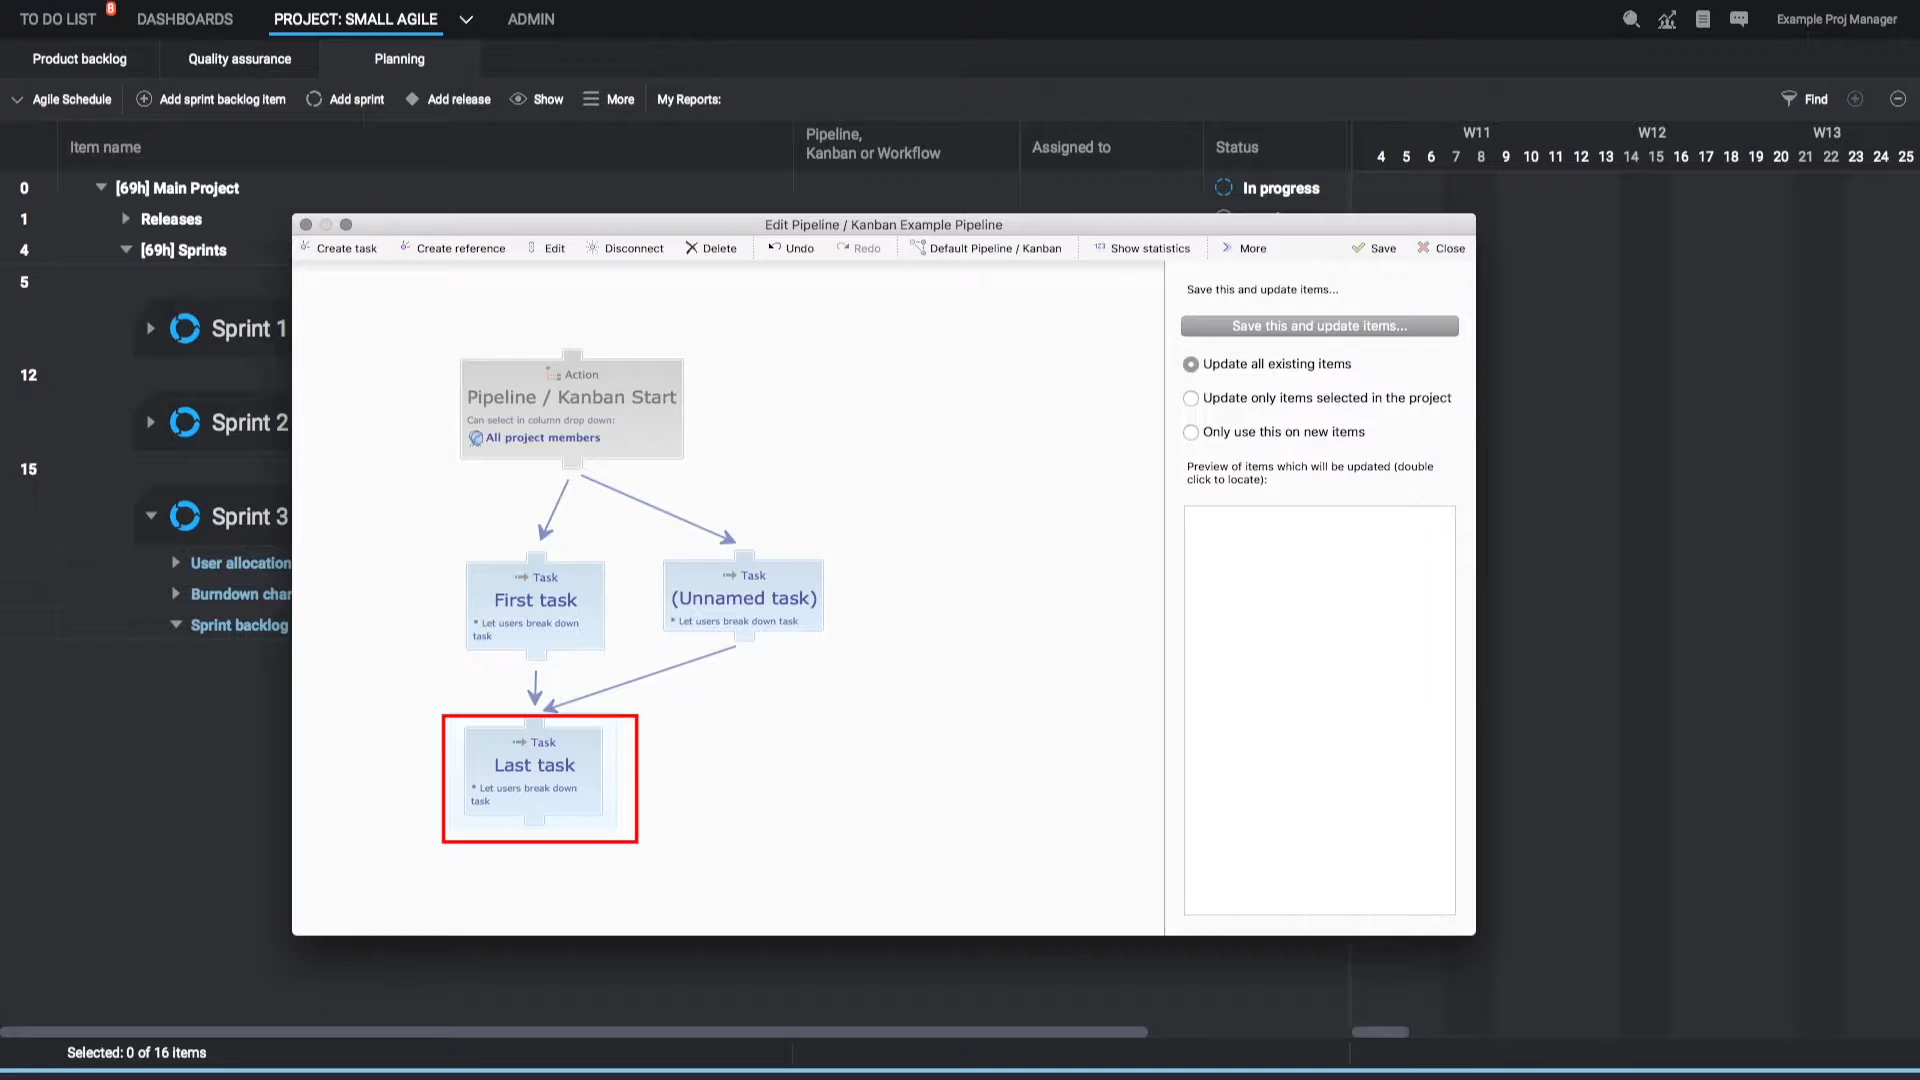 TO DO LIST 8 DASHBOARDS PROJECT: SMALL AGILE ADMIN Example Proj Manager
Product backlog Quality assurance Planning
Agile Schedule Add sprint backlog item Add sprint Add release Show More My Reports: Find
Item name Pipeline, Kanban or Workflow Assigned to Status
W11 W12 W13
4 5 6 7 8 9 10 11 12 13 14 15 16 17 18 19 20 21 22 23 24 25
0 [69h] Main Project In progress
1 Releases
4 [69h] Sprints
5
Sprint 1
12
Sprint 2
15
Sprint 3
User allocation
Burndown char
Sprint backlog
Edit Pipeline / Kanban Example Pipeline
Create task Create reference Edit Disconnect Delete Undo Redo Default Pipeline / Kanban 123 Show statistics More Save Close
Action
Pipeline / Kanban Start
Can select in column drop down:
All project members
Task
First task
* Let users break down
task
Task
(Unnamed task)
* Let users break down task
Task
Last task
* Let users break down
task
Save this and update items...
Save this and update items...
Update all existing items
Update only items selected in the project
Only use this on new items
Preview of items which will be updated (double
click to locate):
Selected: 0 of 16 items